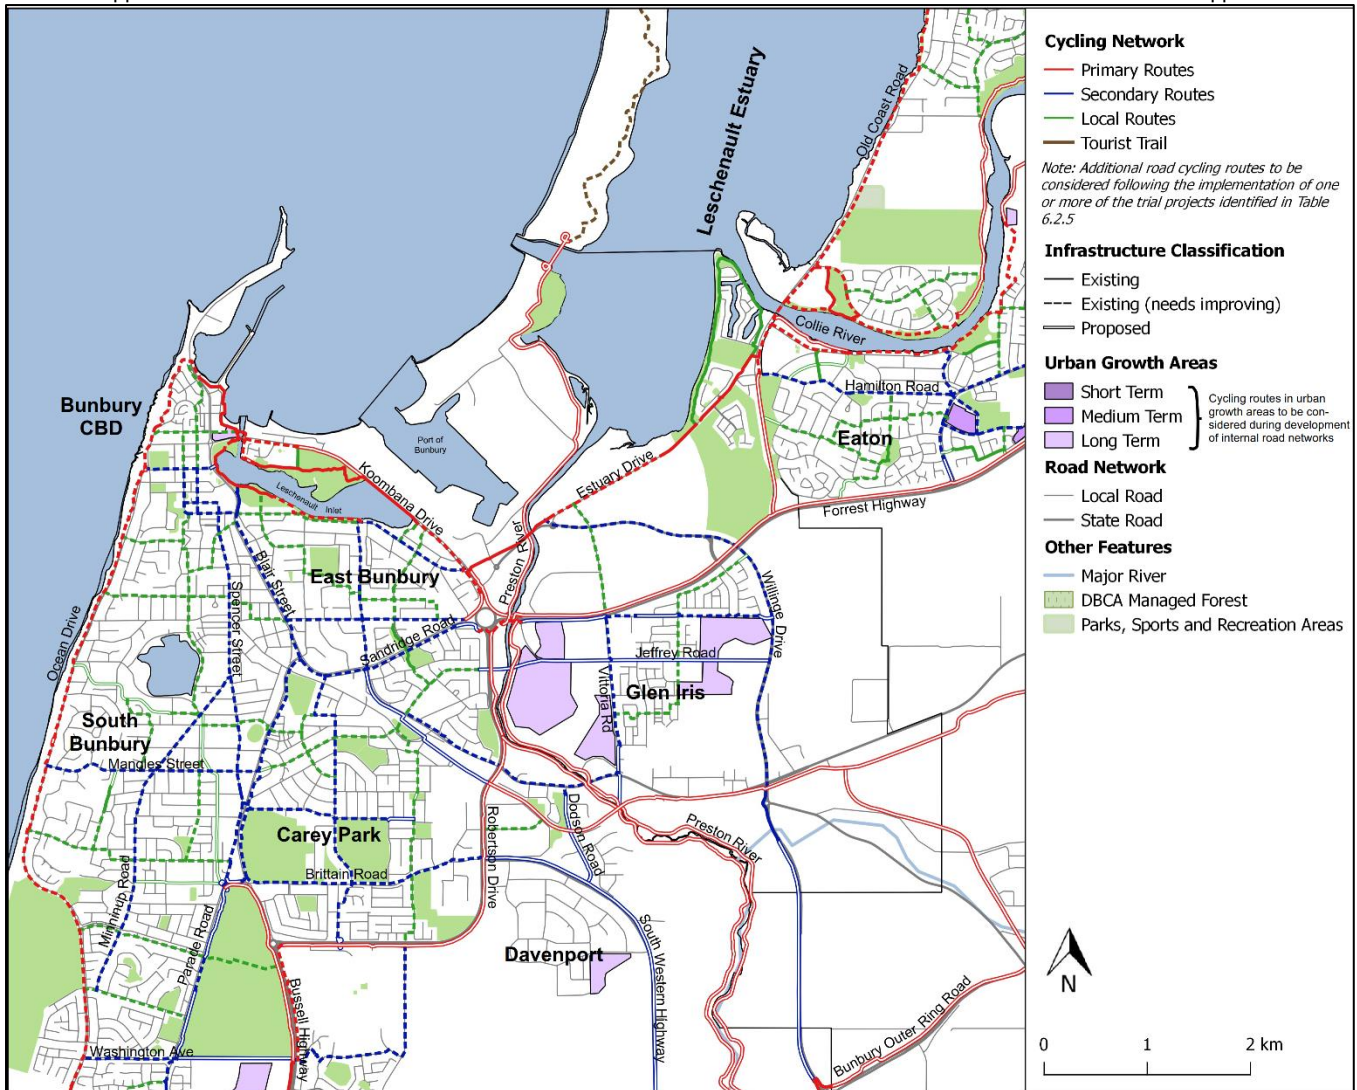 Cycling Network
Primary Routes
Secondary Routes
Local Routes
Tourist Trail
Note: Additional road cycling routes to be
considered following the implementation of one
or more of the trial projects identified in Table
6.2.5
Infrastructure Classification
Existing
Existing (needs improving)
Proposed
Urban Growth Areas
Short Term
Medium Term
Long Term
Cycling routes in urban
growth areas to be con-
sidered during development
of internal road networks
Road Network
Local Road
State Road
Other Features
Major River
DBCA Managed Forest
Parks, Sports and Recreation Areas
N
0 1 2 km
Leschenault Estuary
Old Coast Road
Collie River
Hamilton Road
Eaton
Forrest Highway
Bunbury
CBD
Port of
Bunbury
Koombana Drive
Leschenault Inlet
Estuary Drive
Preston River
East Bunbury
Blair Street
Spencer Street
Sandridge Road
Willinge Drive
Jeffrey Road
Vittoria Rd
Glen Iris
Ocean Drive
South
Bunbury
Mangles Street
Carey Park
Brittain Road
Robertson Drive
Dodson Road
Preston River
Minninup Road
Parade Road
Davenport
South Western Highway
Bussell Highway
Washington Ave
Bunbury Outer Ring Road